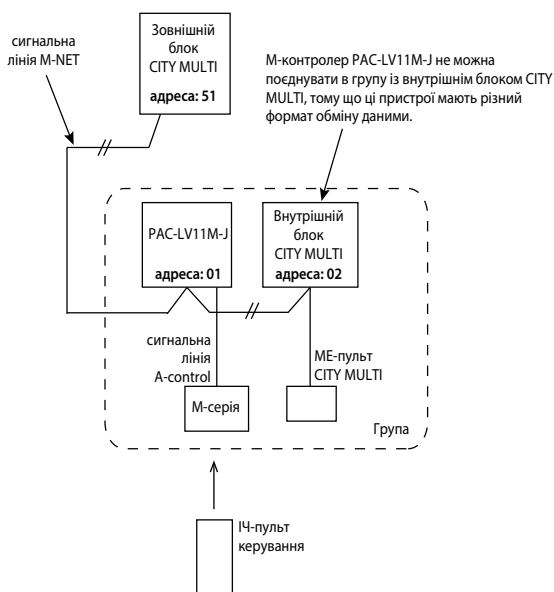 сигнальна
лінія M-NET
Зовнішній
блок
CITY MULTI
адреса: 51
М-контролер PAC-LV11M-J не можна
поєднувати в групу із внутрішнім блоком CITY
MULTI, тому що ці пристрої мають різний
формат обміну даними.
PAC-LV11M-J
адреса: 01
Внутрішній
блок
CITY MULTI
адреса: 02
сигнальна
лінія
A-control
М-серія
МЕ-пульт
CITY MULTI
Група
ІЧ-пульт
керування